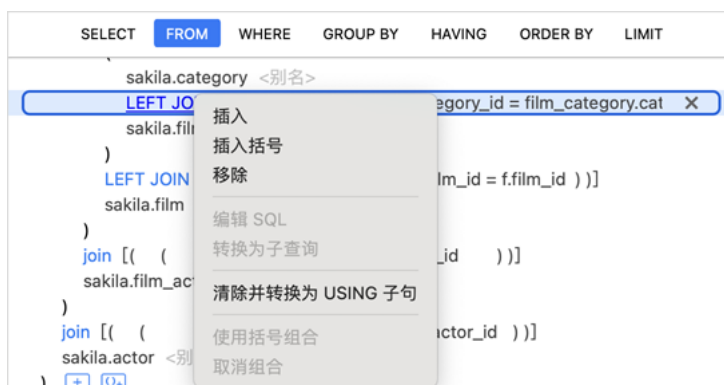 SELECT FROM WHERE GROUP BY HAVING ORDER BY LIMIT
(
sakila.category <别名>
LEFT JO egory_id = film_category.cat ×
sakila.film
)
LEFT JOIN lm_id = f.film_id ) )]
sakila.film
)
join [( ( _id ) )]
sakila.film_act
)
join [( ( actor_id ) )]
sakila.actor <别
)
插入
插入括号
移除
编辑 SQL
转换为子查询
清除并转换为 USING 子句
使用括号组合
取消组合